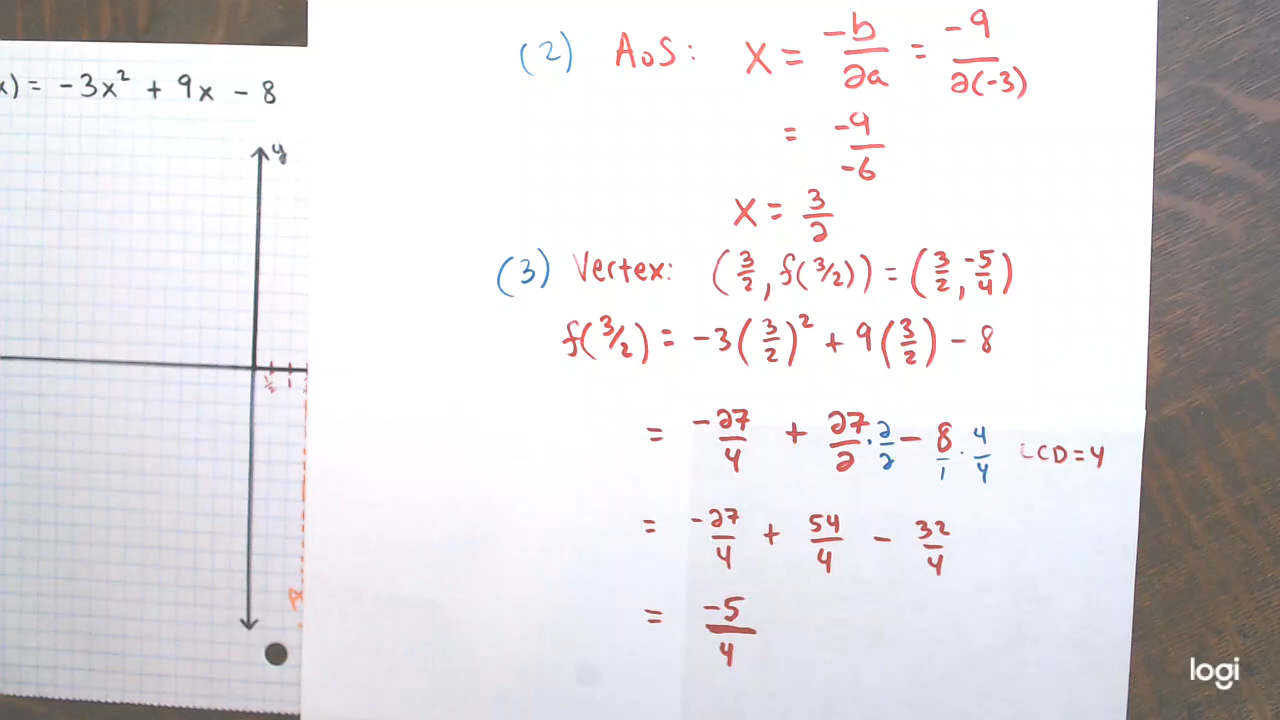 x) = -3x² + 9x - 8
y
(2) AoS: X = -b/2a = -9/2(-3)
= -9/-6
X = 3/2
(3) Vertex: (3/2, f(3/2)) = (3/2, -5/4)
f(3/2) = -3(3/2)² + 9(3/2) - 8
= -27/4 + 27/2 · 2/2 - 8/1 · 4/4 LCD=4
= -27/4 + 54/4 - 32/4
= -5/4
logi